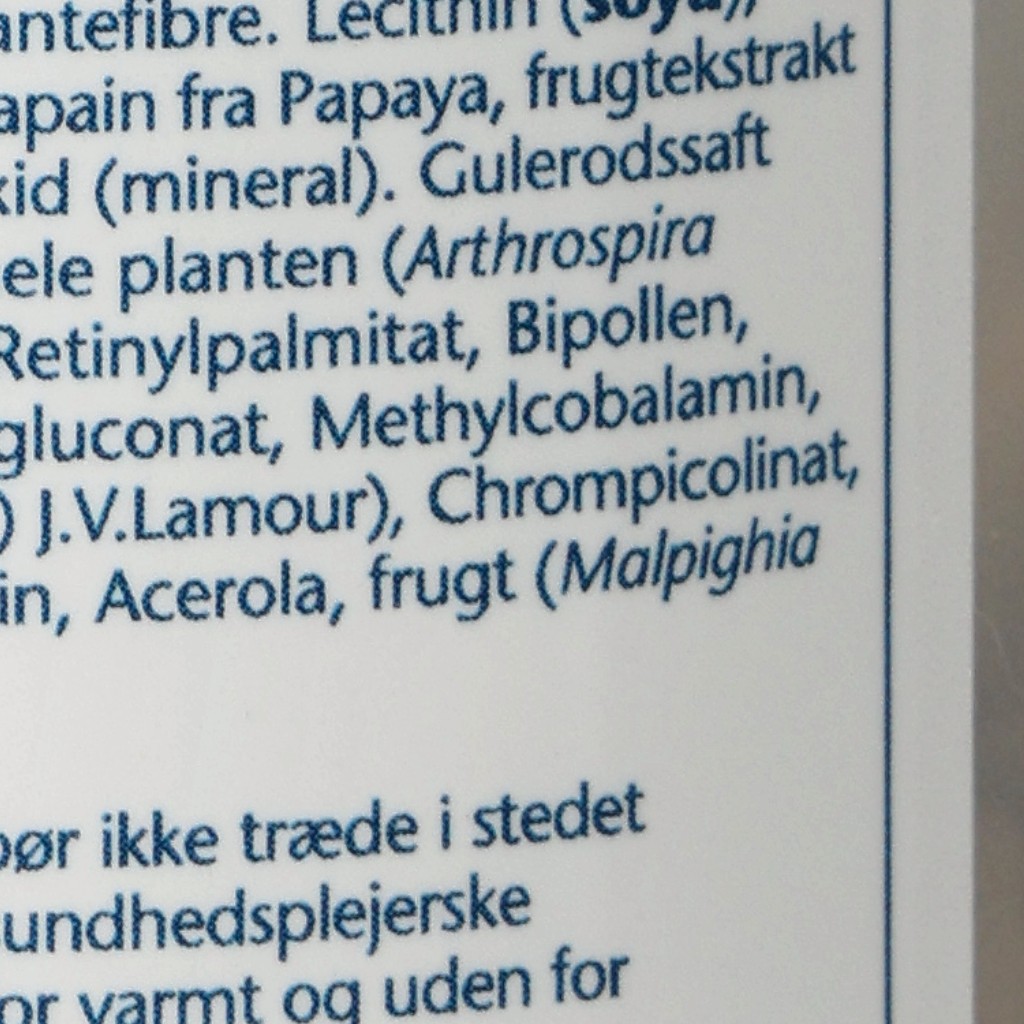 antefibre. Lecithin (soya),
apain fra Papaya, frugtekstrakt
kid (mineral). Gulerodssaft
ele planten (Arthrospira
Retinylpalmitat, Bipollen,
gluconat, Methylcobalamin,
) J.V.Lamour), Chrompicolinat,
in, Acerola, frugt (Malpighia
bør ikke træde i stedet
sundhedsplejerske
or varmt og uden for